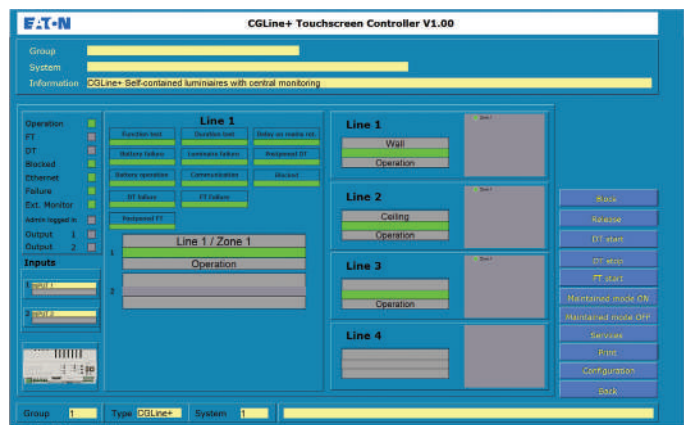 EATON
CGLine+ Touchscreen Controller V1.00
Group
System
Information CGLine+ Self-contained luminiaires with central monitoring
Operation
FT
DT
Blocked
Ethernet
Failure
Ext. Monitor
Admin logged in
Output 1
Output 2
Inputs
1
2
Line 1
Function test Duration test Delay on mains ret.
Battery failure Luminaire failure Postponed DT
Battery operation Communication Blocked
DT failure FT Failure
Postponed FT
Line 1 / Zone 1
1
Operation
2
Line 1
Wall
Operation
Zone 1
Line 2
Ceiling
Operation
Zone 1
Line 3
Operation
Zone 1
Line 4
Block
Release
DT start
DT stop
FT start
Maintained mode ON
Maintained mode OFF
Services
Print
Configuration
Back
Group 1 Type CGLine+ System 1